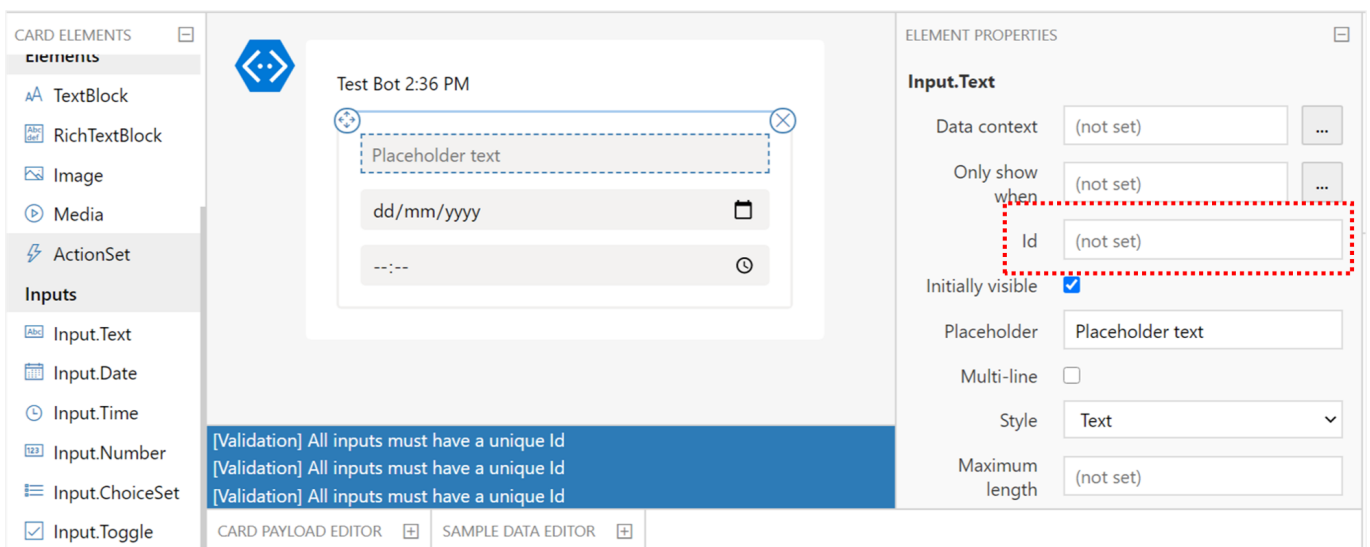 CARD ELEMENTS
Elements
TextBlock
Abc
def
RichTextBlock
Image
Media
ActionSet
Inputs
Abc
Input.Text
Input.Date
Input.Time
123
Input.Number
Input.ChoiceSet
Input.Toggle
Test Bot 2:36 PM
Placeholder text
dd/mm/yyyy
--:--
[Validation] All inputs must have a unique Id
[Validation] All inputs must have a unique Id
[Validation] All inputs must have a unique Id
CARD PAYLOAD EDITOR
SAMPLE DATA EDITOR
ELEMENT PROPERTIES
Input.Text
Data context (not set) ...
Only show
when (not set) ...
Id (not set)
Initially visible
Placeholder Placeholder text
Multi-line
Style Text
Maximum
length (not set)